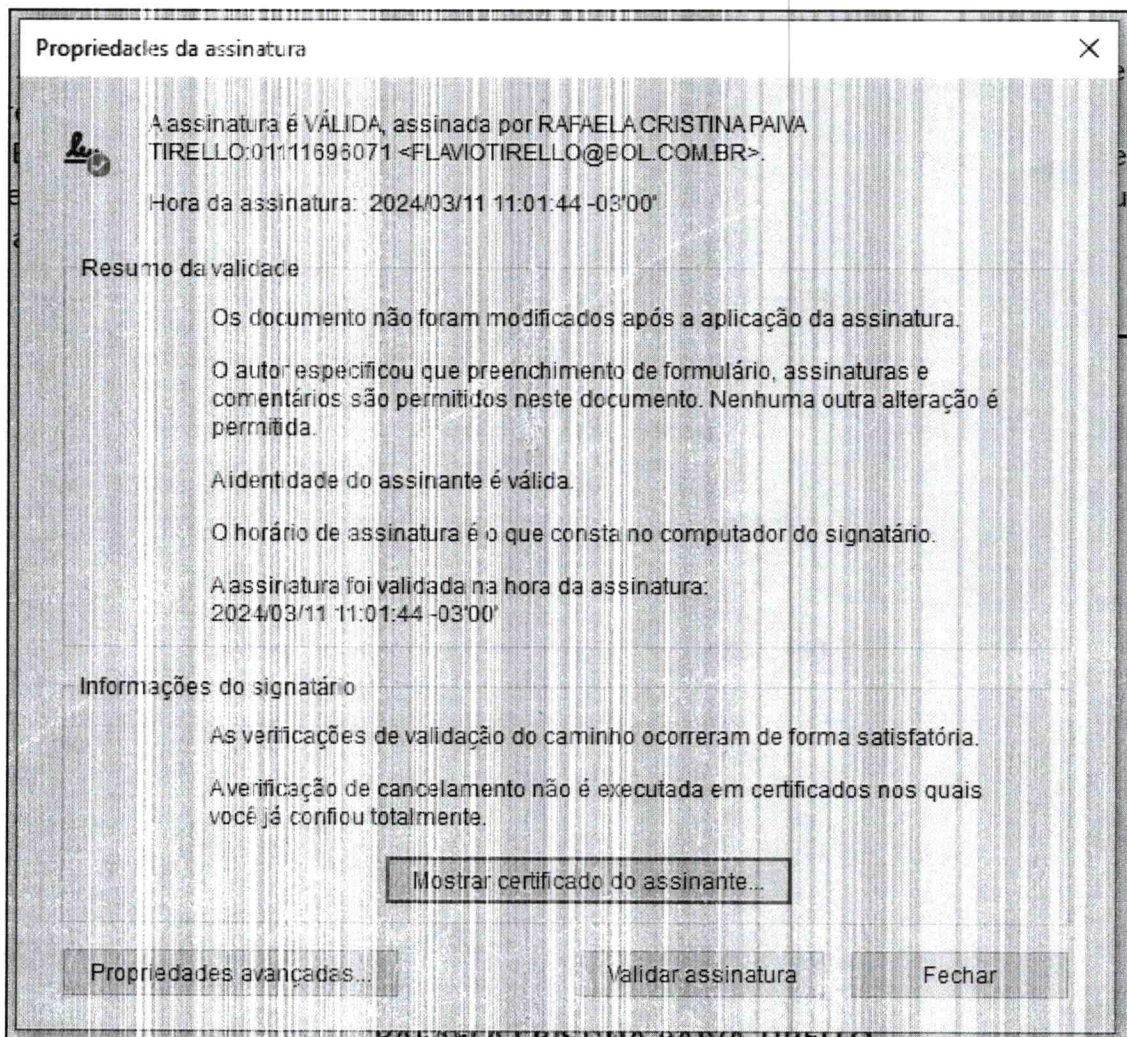 Propriedades da assinatura
A assinatura é VÁLIDA, assinada por RAFAELA CRISTINA PAIVA
TIRELLO:01111696071 <FLAVIOTIRELLO@BOL.COM.BR>.
Hora da assinatura: 2024/03/11 11:01:44 -03'00'
Resumo da validade
Os documento não foram modificados após a aplicação da assinatura.
O autor especificou que preenchimento de formulário, assinaturas e
comentários são permitidos neste documento. Nenhuma outra alteração é
permitida.
A identidade do assinante é válida.
O horário de assinatura é o que consta no computador do signatário.
A assinatura foi validada na hora da assinatura:
2024/03/11 11:01:44 -03'00'
Informações do signatário
As verificações de validação do caminho ocorreram de forma satisfatória.
A verificação de cancelamento não é executada em certificados nos quais
você já confiou totalmente.
Mostrar certificado do assinante...
Propriedades avançadas...
Validar assinatura
Fechar